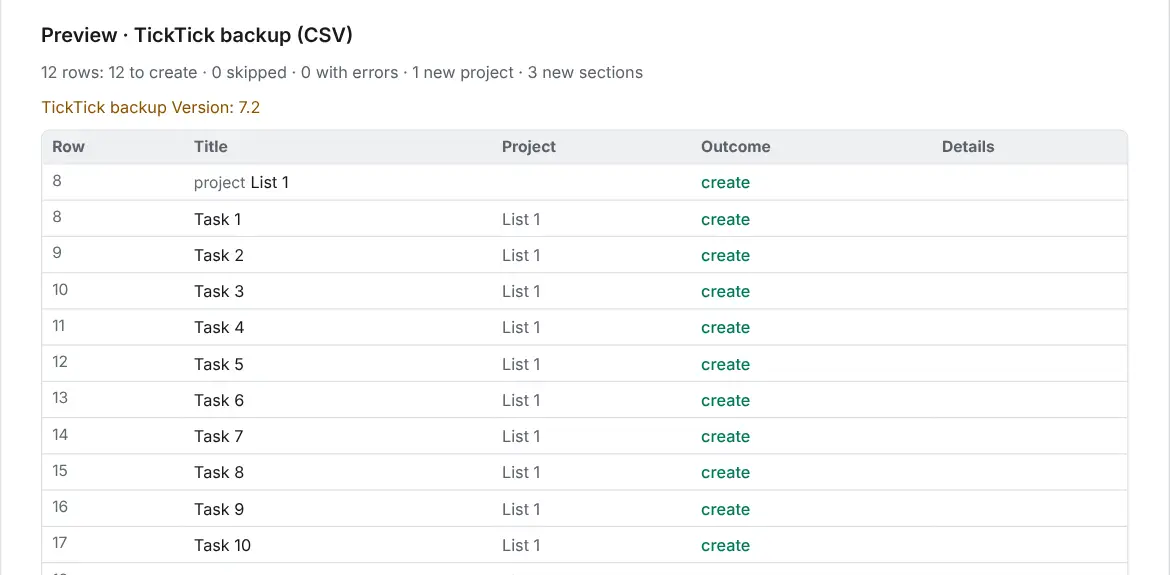 Preview · TickTick backup (CSV)
12 rows: 12 to create · 0 skipped · 0 with errors · 1 new project · 3 new sections
TickTick backup Version: 7.2
Row Title Project Outcome Details
8 project List 1 create
8 Task 1 List 1 create
9 Task 2 List 1 create
10 Task 3 List 1 create
11 Task 4 List 1 create
12 Task 5 List 1 create
13 Task 6 List 1 create
14 Task 7 List 1 create
15 Task 8 List 1 create
16 Task 9 List 1 create
17 Task 10 List 1 create